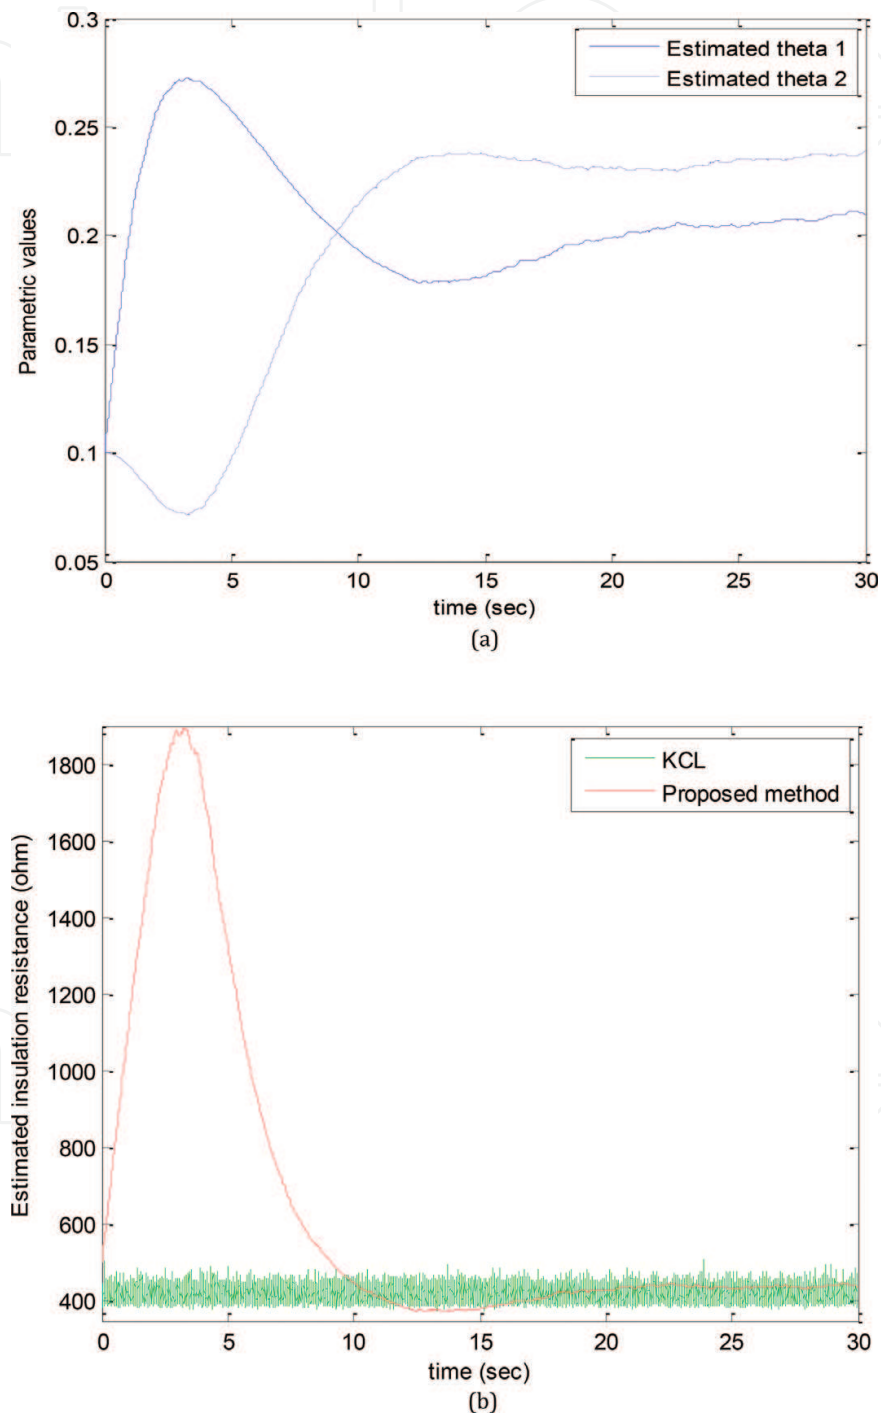 0.3
Estimated theta 1
Estimated theta 2
0.25
0.2
0.15
0.1
0.05
Parametric values
0 5 10 15 20 25 30
time (sec)
(a)
KCL
Proposed method
1800
1600
1400
1200
1000
800
600
400
Estimated insulation resistance (ohm)
0 5 10 15 20 25 30
time (sec)
(b)